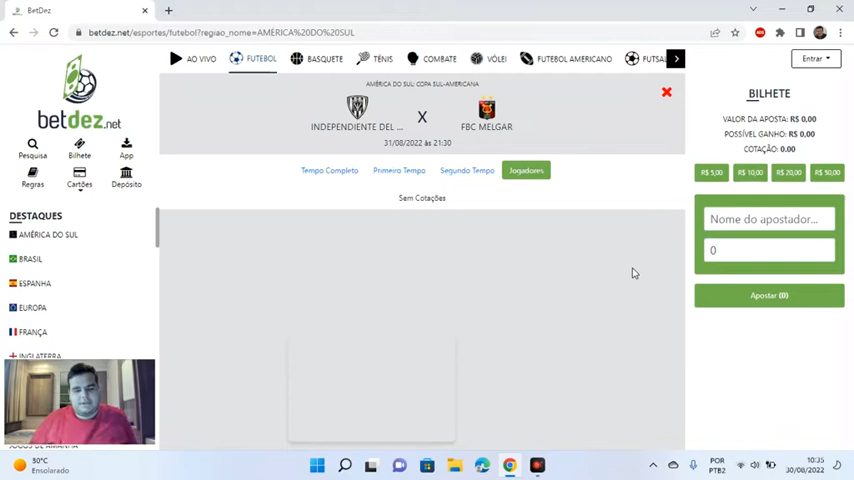 BetDez
betdez.net/esportes/futebol?regiao_nome=AMÉRICA%20DO%20SUL
AO VIVO
FUTEBOL
BASQUETE
TÊNIS
COMBATE
VÔLEI
FUTEBOL AMERICANO
FUTSAL
Entrar
betdez.net
Pesquisa
Bilhete
App
Regras
Cartões
Depósito
DESTAQUES
AMÉRICA DO SUL
BRASIL
ESPANHA
EUROPA
FRANÇA
INGLATERRA
JOGOS DE AMANHÃ
AMÉRICA DO SUL: COPA SUL-AMERICANA
X
INDEPENDIENTE DEL ...
FBC MELGAR
31/08/2022 às 21:30
Tempo Completo
Primeiro Tempo
Segundo Tempo
Jogadores
Sem Cotações
BILHETE
VALOR DA APOSTA: R$ 0,00
POSSÍVEL GANHO: R$ 0,00
COTAÇÃO: 0.00
R$ 5,00
R$ 10,00
R$ 20,00
R$ 50,00
Nome do apostador...
0
Apostar (0)
30°C
Ensolarado
POR
PTB2
10:35
30/08/2022